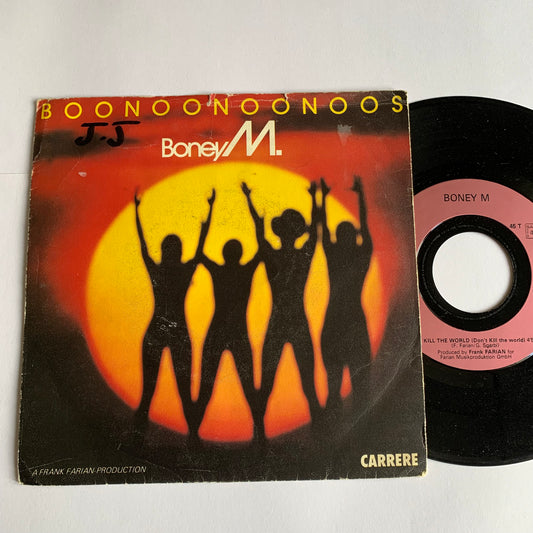 BOONOONOONOOS
J.J
Boney M.
A FRANK FARIAN-PRODUCTION
CARRERE
BONEY M
45 T
KILL THE WORLD (Don't Kill the world)
(F. Farian G. Sgarbi)
Produced by Frank FARIAN for
Farian Musikproduktion GmbH